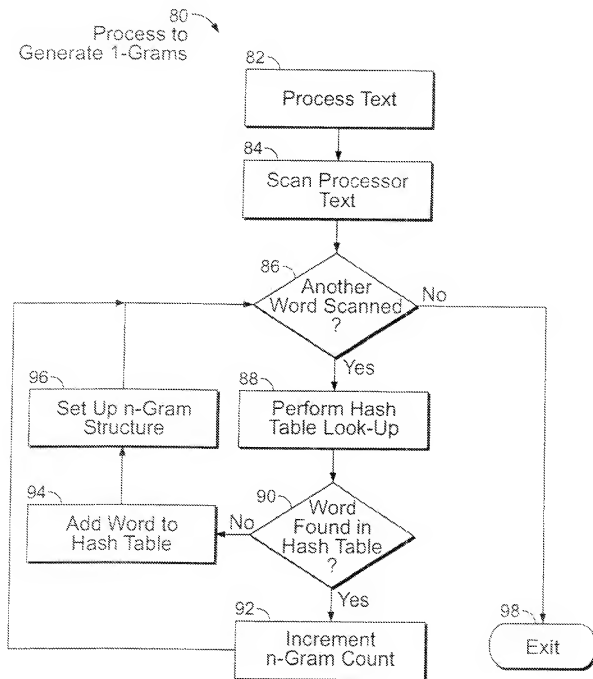 80
Process to
Generate 1-Grams
82
Process Text
84
Scan Processor
Text
86
Another
Word Scanned
?
No
Yes
88
Perform Hash
Table Look-Up
96
Set Up n-Gram
Structure
90
Word
Found in
Hash Table
?
No
94
Add Word to
Hash Table
Yes
92
Increment
n-Gram Count
98
Exit